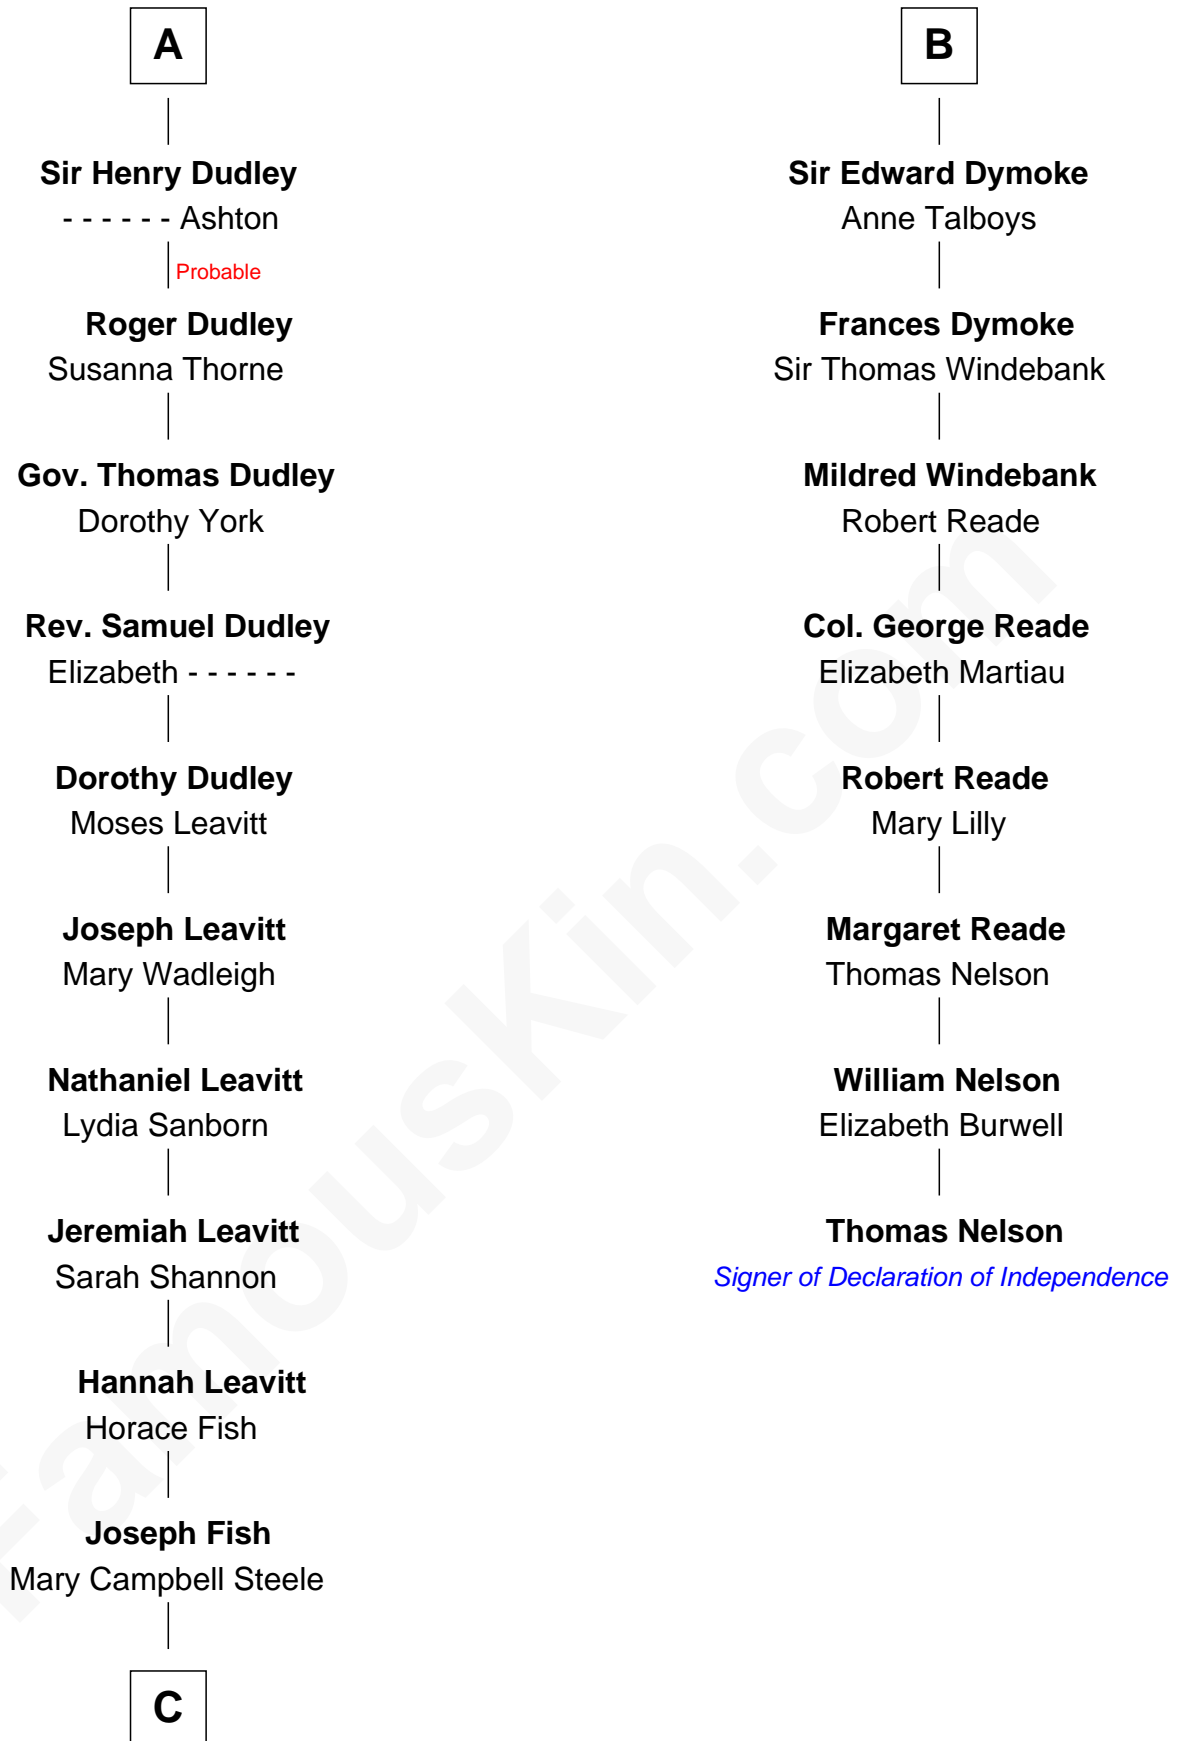 A
Sir Henry Dudley
- - - - - - Ashton
Probable
Roger Dudley
Susanna Thorne
Gov. Thomas Dudley
Dorothy York
Rev. Samuel Dudley
Elizabeth - - - - - -
Dorothy Dudley
Moses Leavitt
Joseph Leavitt
Mary Wadleigh
Nathaniel Leavitt
Lydia Sanborn
Jeremiah Leavitt
Sarah Shannon
Hannah Leavitt
Horace Fish
Joseph Fish
Mary Campbell Steele
C
B
Sir Edward Dymoke
Anne Talboys
Frances Dymoke
Sir Thomas Windebank
Mildred Windebank
Robert Reade
Col. George Reade
Elizabeth Martiau
Robert Reade
Mary Lilly
Margaret Reade
Thomas Nelson
William Nelson
Elizabeth Burwell
Thomas Nelson
Signer of Declaration of Independence
FamousKin.com